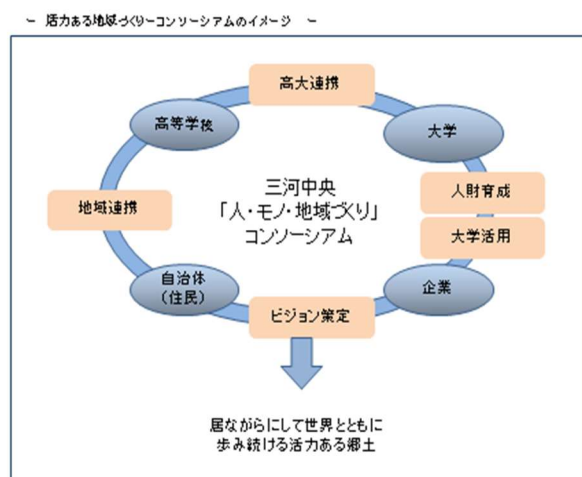 ～ 活力ある地域づくりーコンソーシアムのイメージ ～
高大連携
高等学校
大学
人財育成
地域連携
三河中央
「人・モノ・地域づくり」
コンソーシアム
大学活用
自治体
（住民）
企業
ビジョン策定
居ながらにして世界とともに
歩み続ける活力ある郷土